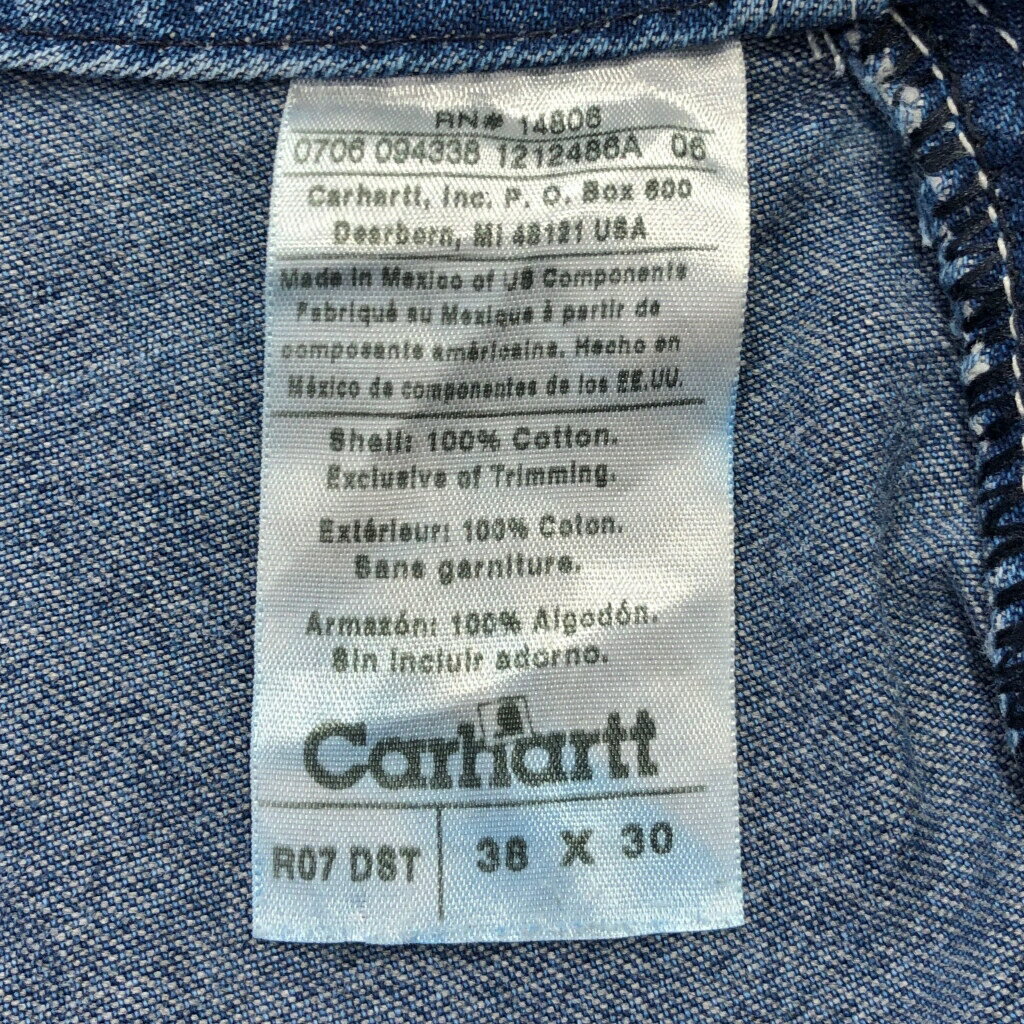 RN# 14806
0706 094338 1212486A 06
Carhartt, Inc. P. O. Box 600
Dearborn, MI 48121 USA
Made in Mexico of US Components
Fabriqué au Mexique à partir de
composants américains. Hecho en
México de componentes de los EE.UU.
Shell: 100% Cotton.
Exclusive of Trimming.
Extérieur: 100% Coton.
Sans garniture.
Armazón: 100% Algodón.
Sin incluir adorno.
Carhartt
R07 DST
38 X 30